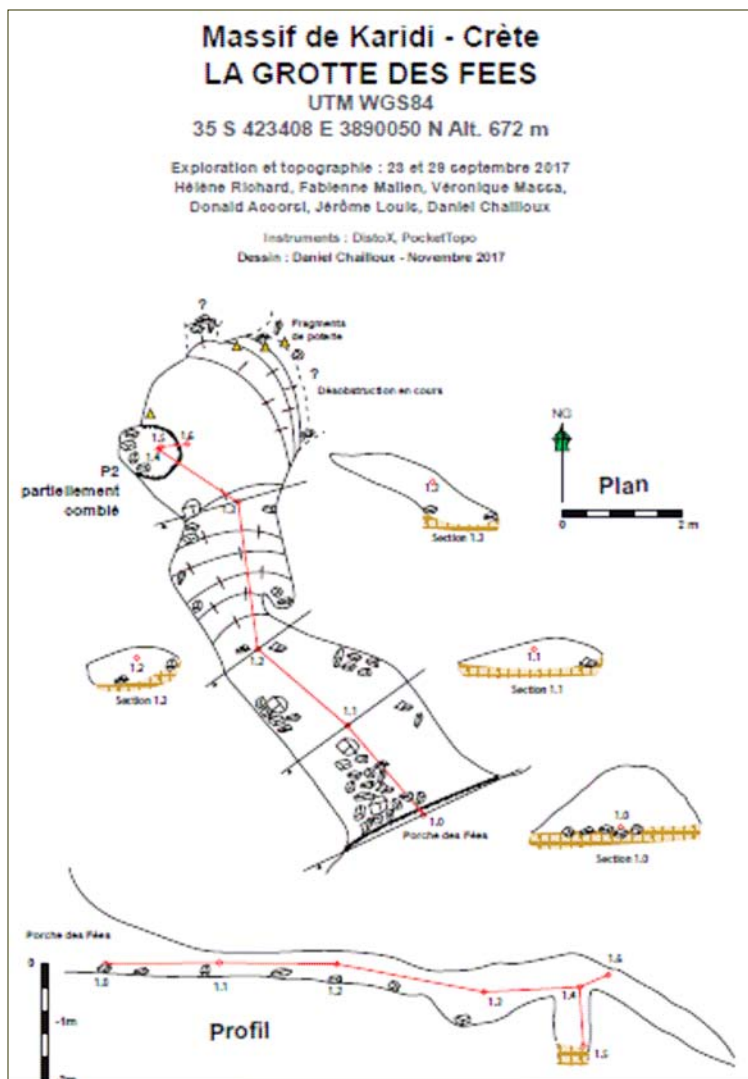 Massif de Karidi - Crète
LA GROTTE DES FEES
UTM WGS84
35 S 423408 E 3890050 N Alt. 672 m
Exploration et topographie : 23 et 29 septembre 2017
Hélène Richard, Fabienne Mallen, Véronique Massa,
Donald Accorsi, Jérôme Louis, Daniel Chailloux
Instruments : DistoX, PocketTopo
Dessin : Daniel Chailloux - Novembre 2017
?
Fragments
de poterie
?
Désobstruction en cours
1.5
1.6
1.4
P2
partiellement
comblé
1.3
NG
Plan
0
2 m
1.3
Section 1.3
1.2
1.2
Section 1.2
1.1
Section 1.1
1.1
1.0
Porche des Fées
1.0
Section 1.0
Porche des Fées
0
1.0
1.1
1.2
1.3
1.4
1.6
-1m
Profil
1.5